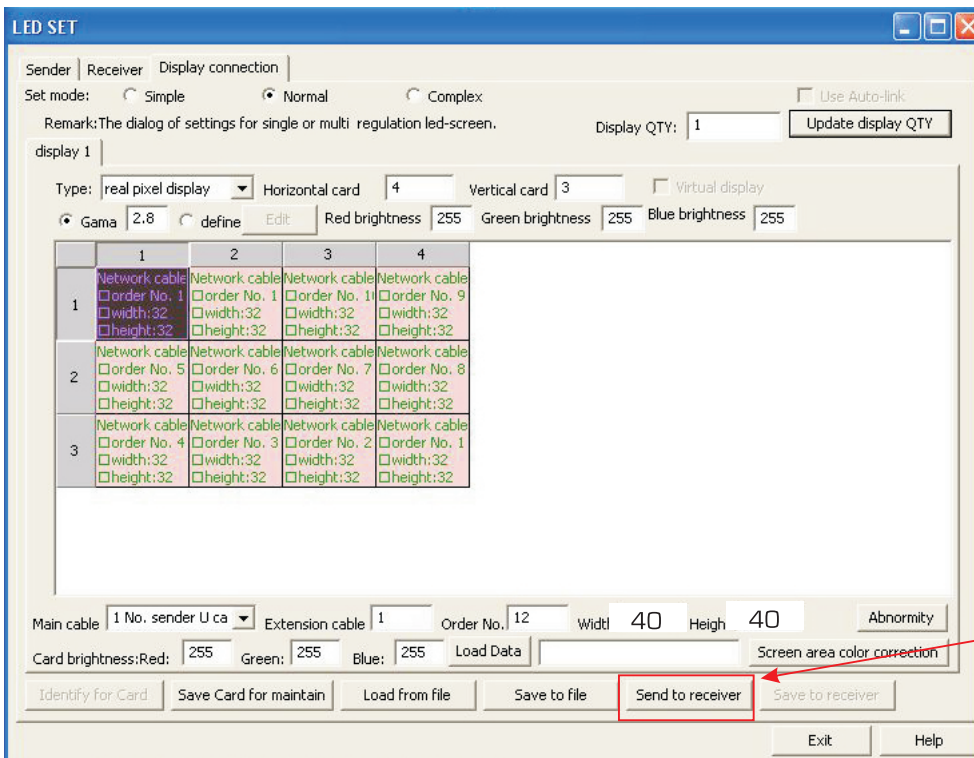 LED SET
Sender Receiver Display connection
Set mode: Simple Normal Complex Use Auto-link
Remark:The dialog of settings for single or multi regulation led-screen. Display QTY: 1 Update display QTY
display 1
Type: real pixel display Horizontal card 4 Vertical card 3 Virtual display
Gama 2.8 define Edit Red brightness 255 Green brightness 255 Blue brightness 255
1 2 3 4
Network cable Network cable Network cable Network cable
order No. 1 order No. 1 order No. 1 order No. 9
1
width:32 width:32 width:32 width:32
height:32 height:32 height:32 height:32
Network cable Network cable Network cable Network cable
order No. 5 order No. 6 order No. 7 order No. 8
2
width:32 width:32 width:32 width:32
height:32 height:32 height:32 height:32
Network cable Network cable Network cable Network cable
order No. 4 order No. 3 order No. 2 order No. 1
3
width:32 width:32 width:32 width:32
height:32 height:32 height:32 height:32
Main cable 1 No. sender U ca Extension cable 1 Order No. 12 Widtl 40 Heigh 40 Abnormity
Card brightness:Red: 255 Green: 255 Blue: 255 Load Data Screen area color correction
Identify for Card Save Card for maintain Load from file Save to file Send to receiver Save to receiver
Exit Help